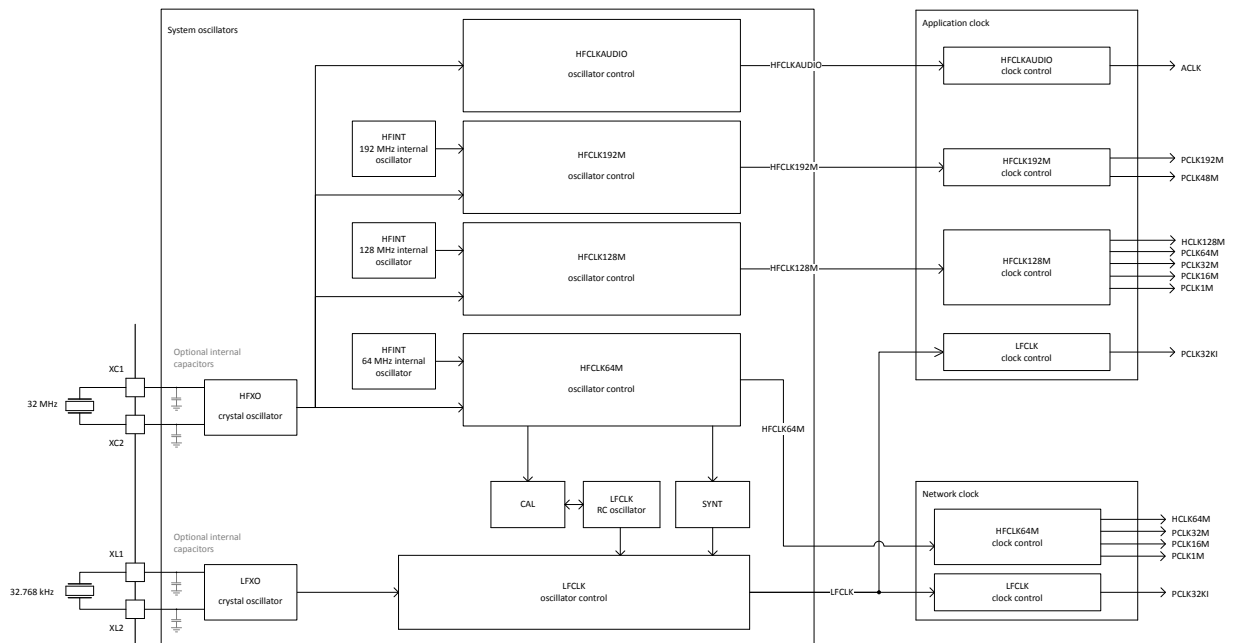 System oscillators
Application clock
HFCLKAUDIO
oscillator control
HFCLKAUDIO
HFCLKAUDIO
clock control
ACLK
HFINT
192 MHz internal
oscillator
HFCLK192M
oscillator control
HFCLK192M
HFCLK192M
clock control
PCLK192M
PCLK48M
HFINT
128 MHz internal
oscillator
HFCLK128M
oscillator control
HFCLK128M
HFCLK128M
clock control
HCLK128M
PCLK64M
PCLK32M
PCLK16M
PCLK1M
Optional internal
capacitors
HFINT
64 MHz internal
oscillator
HFCLK64M
oscillator control
LFCLK
clock control
PCLK32KI
XC1
32 MHz
XC2
HFXO
crystal oscillator
HFCLK64M
CAL
LFCLK
RC oscillator
SYNT
Network clock
HFCLK64M
clock control
HCLK64M
PCLK32M
PCLK16M
PCLK1M
Optional internal
capacitors
XL1
32.768 kHz
XL2
LFXO
crystal oscillator
LFCLK
oscillator control
LFCLK
LFCLK
clock control
PCLK32KI